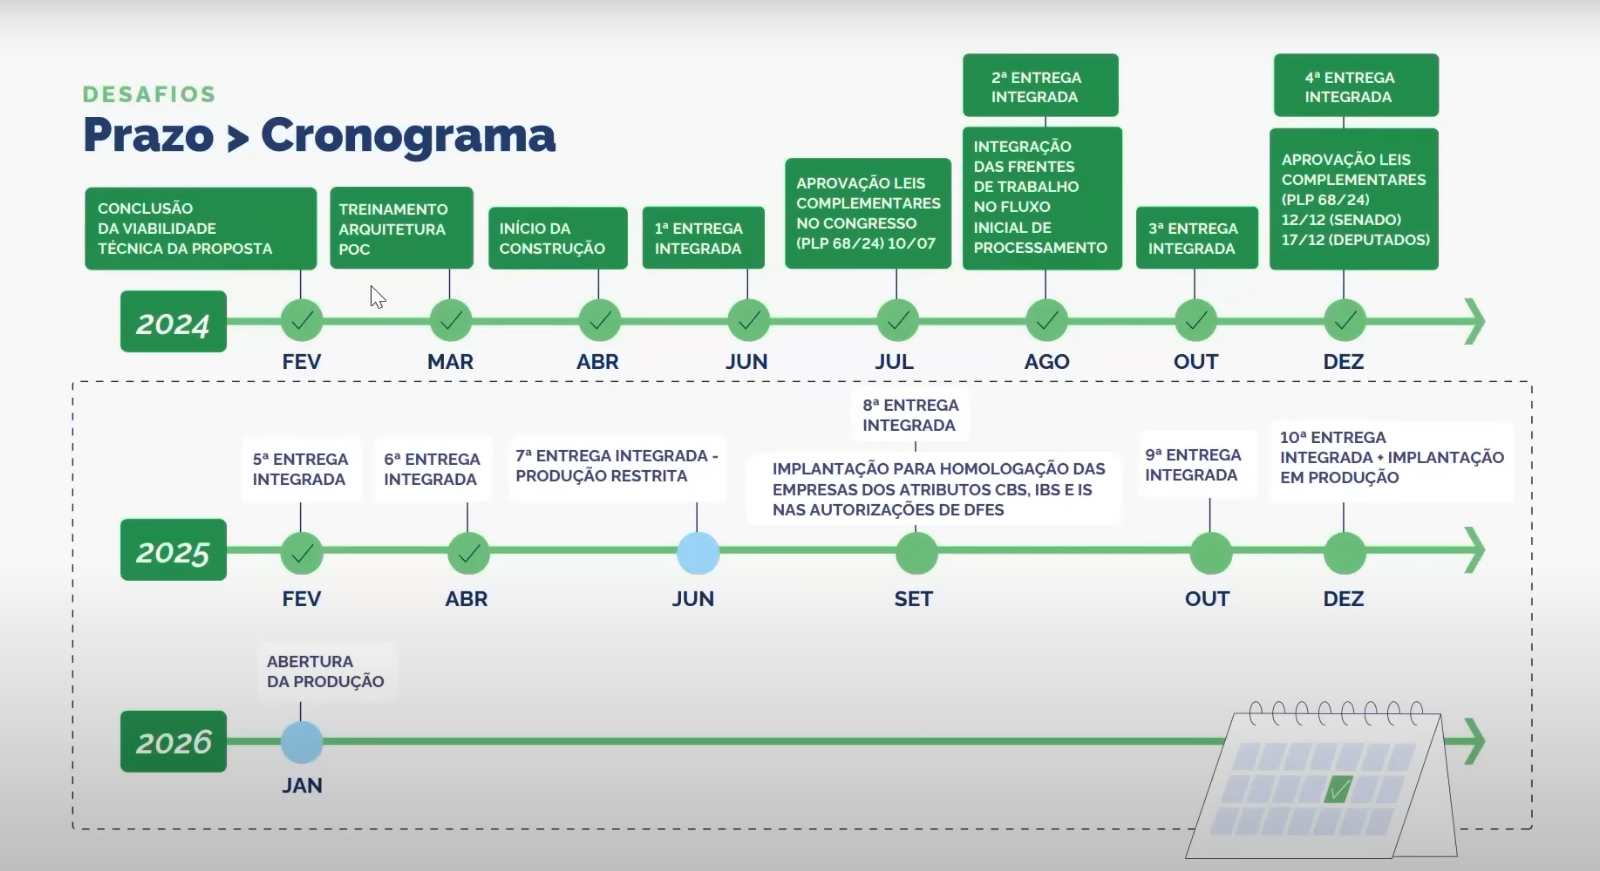 DESAFIOS
Prazo > Cronograma
CONCLUSÃO
DA VIABILIDADE
TÉCNICA DA PROPOSTA
TREINAMENTO
ARQUITETURA
POC
INÍCIO DA
CONSTRUÇÃO
1ª ENTREGA
INTEGRADA
APROVAÇÃO LEIS
COMPLEMENTARES
NO CONGRESSO
(PLP 68/24) 10/07
2ª ENTREGA
INTEGRADA
INTEGRAÇÃO
DAS FRENTES
DE TRABALHO
NO FLUXO
INICIAL DE
PROCESSAMENTO
3ª ENTREGA
INTEGRADA
4ª ENTREGA
INTEGRADA
APROVAÇÃO LEIS
COMPLEMENTARES
(PLP 68/24)
12/12 (SENADO)
17/12 (DEPUTADOS)
2024
FEV
MAR
ABR
JUN
JUL
AGO
OUT
DEZ
5ª ENTREGA
INTEGRADA
6ª ENTREGA
INTEGRADA
7ª ENTREGA INTEGRADA -
PRODUÇÃO RESTRITA
8ª ENTREGA
INTEGRADA
IMPLANTAÇÃO PARA HOMOLOGAÇÃO DAS
EMPRESAS DOS ATRIBUTOS CBS, IBS E IS
NAS AUTORIZAÇÕES DE DFES
9ª ENTREGA
INTEGRADA
10ª ENTREGA
INTEGRADA + IMPLANTAÇÃO
EM PRODUÇÃO
2025
FEV
ABR
JUN
SET
OUT
DEZ
ABERTURA
DA PRODUÇÃO
2026
JAN